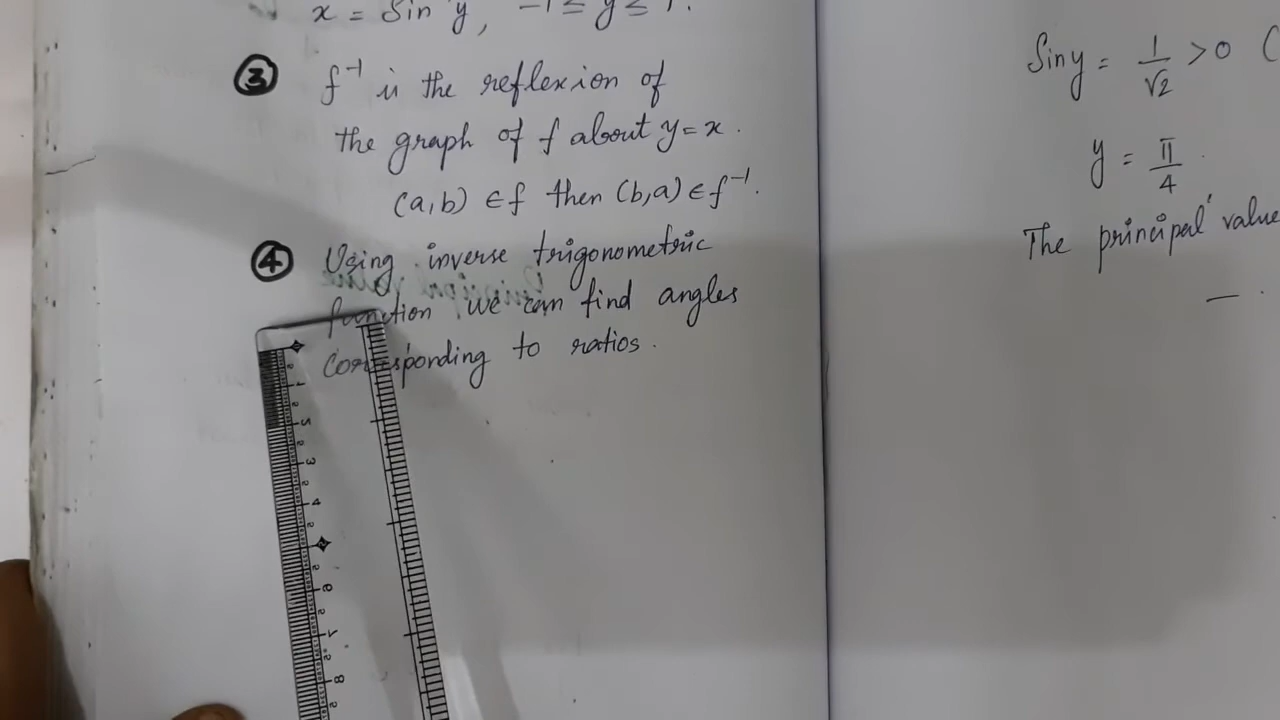 x = Sin y, -1 ≤ y ≤ 1.
③ f⁻¹ is the reflexion of
the graph of f about y=x.
(a,b) ∈ f then (b,a) ∈ f⁻¹.
④ Using inverse trigonometric
function we can find angles
corresponding to ratios.
Sin y = 1/√2 > 0 (
y = π/4
The principal value
—